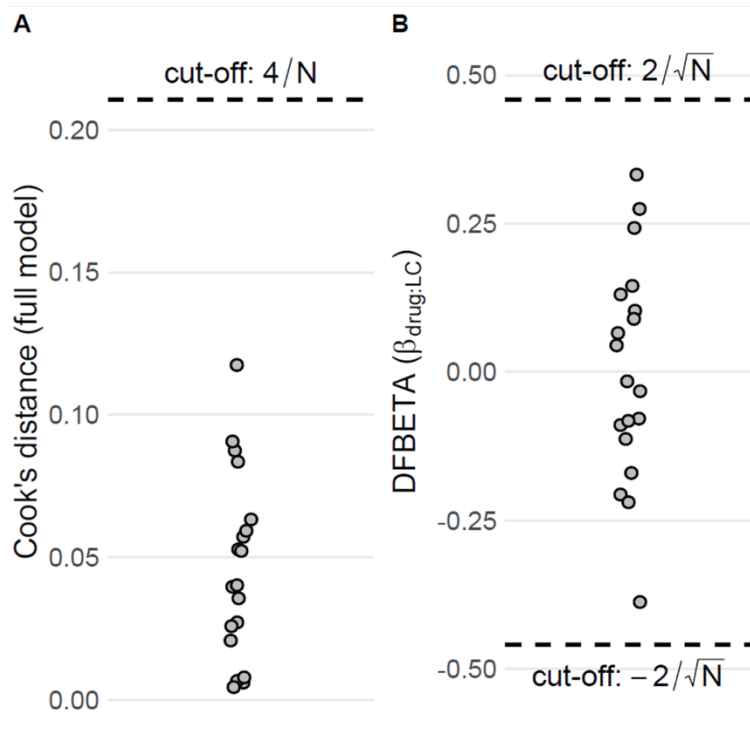 A
cut-off: 4/N
0.20
0.15
0.10
0.05
0.00
Cook's distance (full model)
B
cut-off: 2/√N
0.50
0.25
0.00
-0.25
-0.50
cut-off: −2/√N
DFBETA (βdrug:LC)